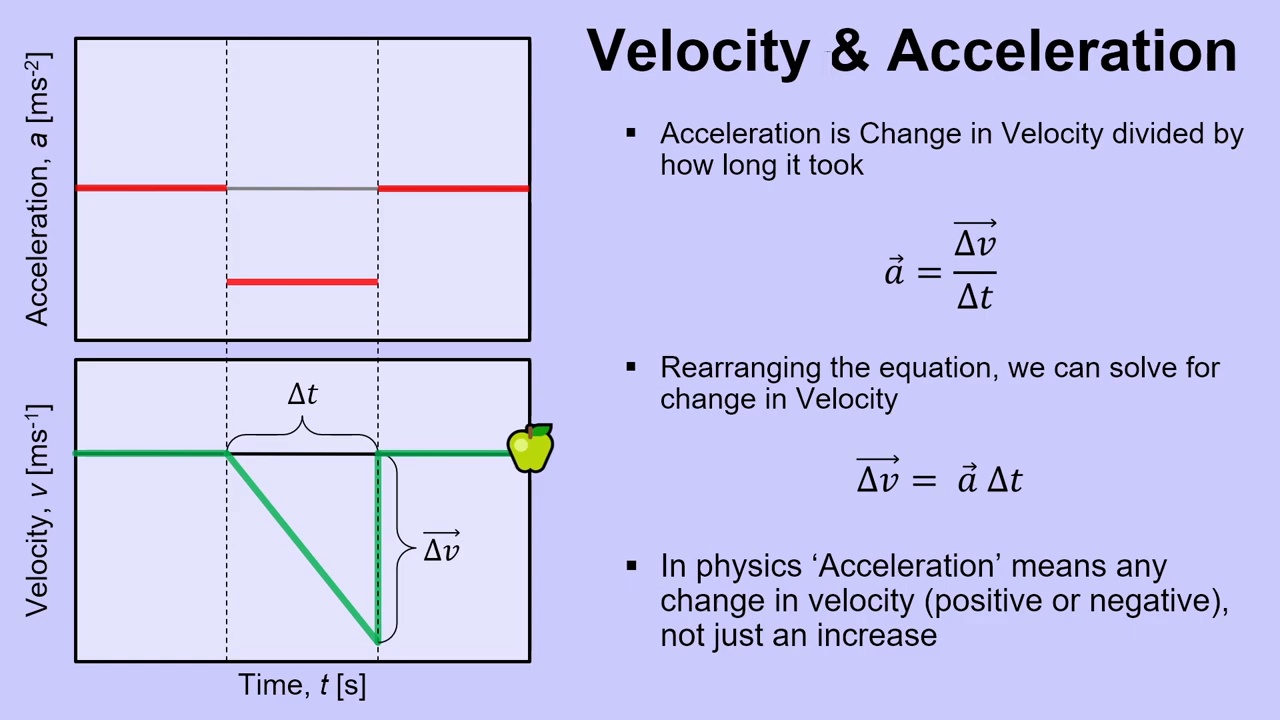 Velocity & Acceleration
Acceleration, a [ms⁻²]
▪ Acceleration is Change in Velocity divided by
how long it took
a⃗ = Δv⃗ / Δt
▪ Rearranging the equation, we can solve for
change in Velocity
Δv⃗ = a⃗ Δt
▪ In physics ‘Acceleration’ means any
change in velocity (positive or negative),
not just an increase
Velocity, v [ms⁻¹]
Δt
Δv⃗
Time, t [s]